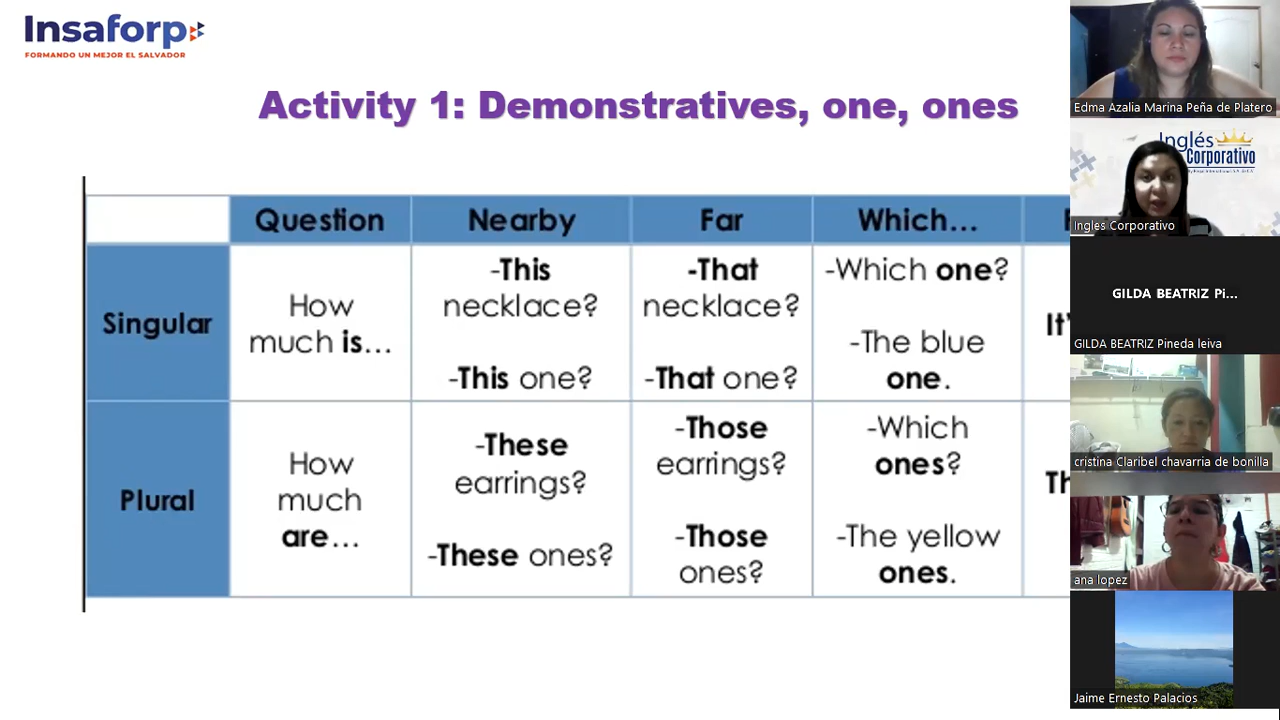 Insaforp
FORMANDO UN MEJOR EL SALVADOR
Activity 1: Demonstratives, one, ones
Question Nearby Far Which...
Singular
How
much is...
-This
necklace?
-This one?
-That
necklace?
-That one?
-Which one?
-The blue
one.
It's
Plural
How
much
are...
-These
earrings?
-These ones?
-Those
earrings?
-Those
ones?
-Which
ones?
-The yellow
ones.
Th
Edma Azalia Marina Peña de Platero
Inglés
Corporativo
Ingles Corporativo
GILDA BEATRIZ Pi...
GILDA BEATRIZ Pineda leiva
cristina Claribel chavarria de bonilla
ana lopez
Jaime Ernesto Palacios